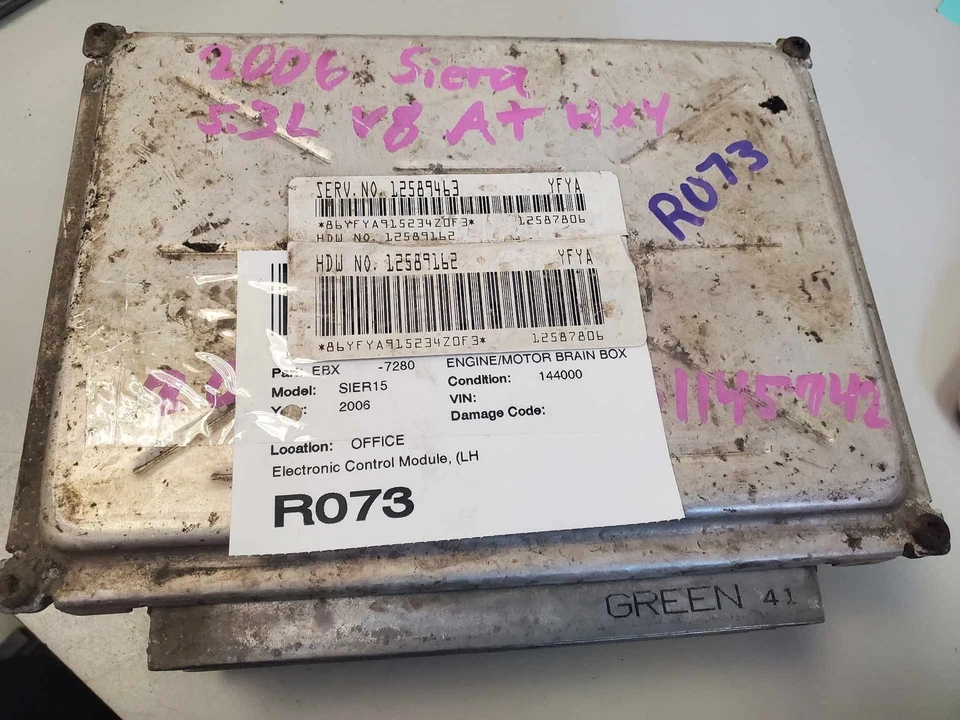 2006 Siera
5.3L V8 AT 4x4
R073
SERV. NO. 12589463 YFYA
*86YFYA915234Z0F3* 12587806
HDW NO. 12589162
HDW NO. 12589162 YFYA
*86YFYA915234Z0F3* 12587806
Part: EBX -7280 ENGINE/MOTOR BRAIN BOX
Model: SIER15 Condition: 144000
2006 VIN:
Damage Code:
Location: OFFICE
Electronic Control Module, (LH
R073
1145742
GREEN 41